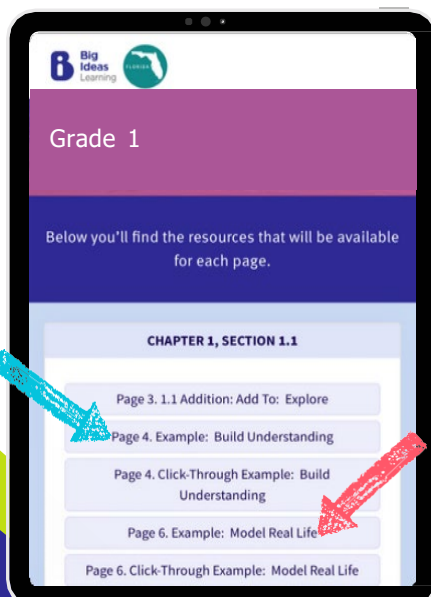 Big
Ideas
Learning
FLORIDA
Grade 1
Below you'll find the resources that will be available
for each page.
CHAPTER 1, SECTION 1.1
Page 3. 1.1 Addition: Add To: Explore
Page 4. Example: Build Understanding
Page 4. Click-Through Example: Build
Understanding
Page 6. Example: Model Real Life
Page 6. Click-Through Example: Model Real Life